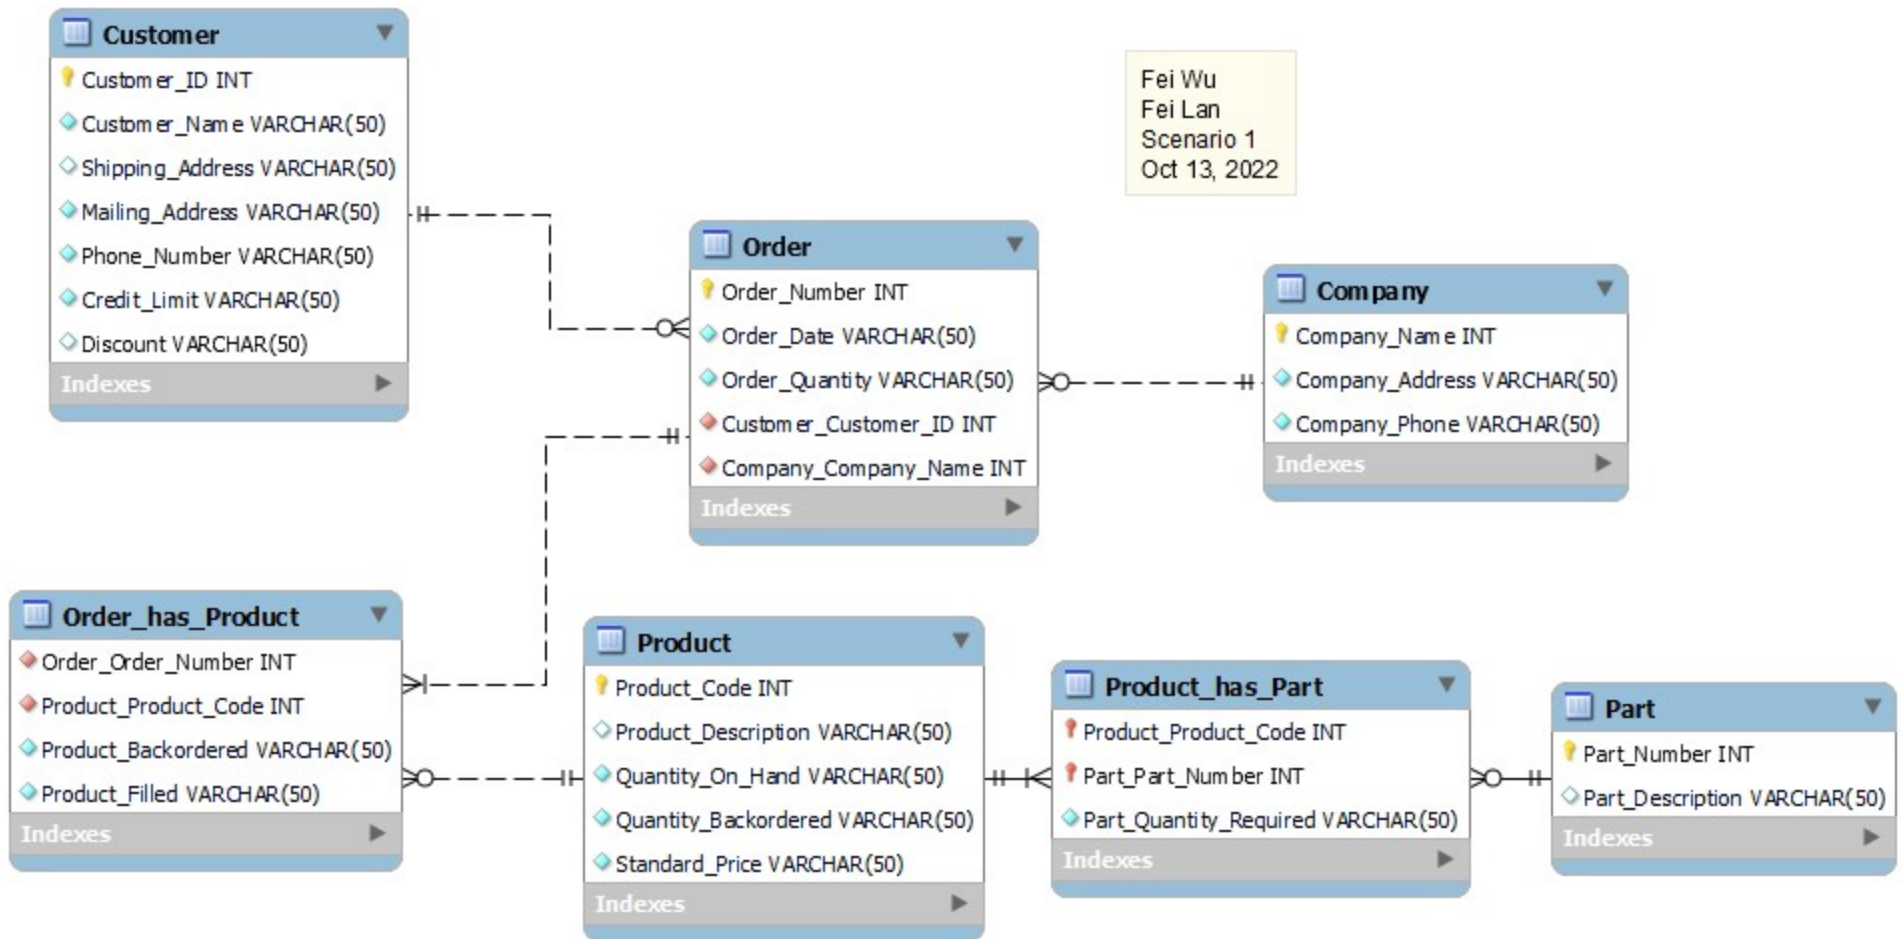 Customer
Customer_ID INT
Customer_Name VARCHAR(50)
Shipping_Address VARCHAR(50)
Mailing_Address VARCHAR(50)
Phone_Number VARCHAR(50)
Credit_Limit VARCHAR(50)
Discount VARCHAR(50)
Indexes
Fei Wu
Fei Lan
Scenario 1
Oct 13, 2022
Order
Order_Number INT
Order_Date VARCHAR(50)
Order_Quantity VARCHAR(50)
Customer_Customer_ID INT
Company_Company_Name INT
Indexes
Company
Company_Name INT
Company_Address VARCHAR(50)
Company_Phone VARCHAR(50)
Indexes
Order_has_Product
Order_Order_Number INT
Product_Product_Code INT
Product_Backordered VARCHAR(50)
Product_Filled VARCHAR(50)
Indexes
Product
Product_Code INT
Product_Description VARCHAR(50)
Quantity_On_Hand VARCHAR(50)
Quantity_Backordered VARCHAR(50)
Standard_Price VARCHAR(50)
Indexes
Product_has_Part
Product_Product_Code INT
Part_Part_Number INT
Part_Quantity_Required VARCHAR(50)
Indexes
Part
Part_Number INT
Part_Description VARCHAR(50)
Indexes